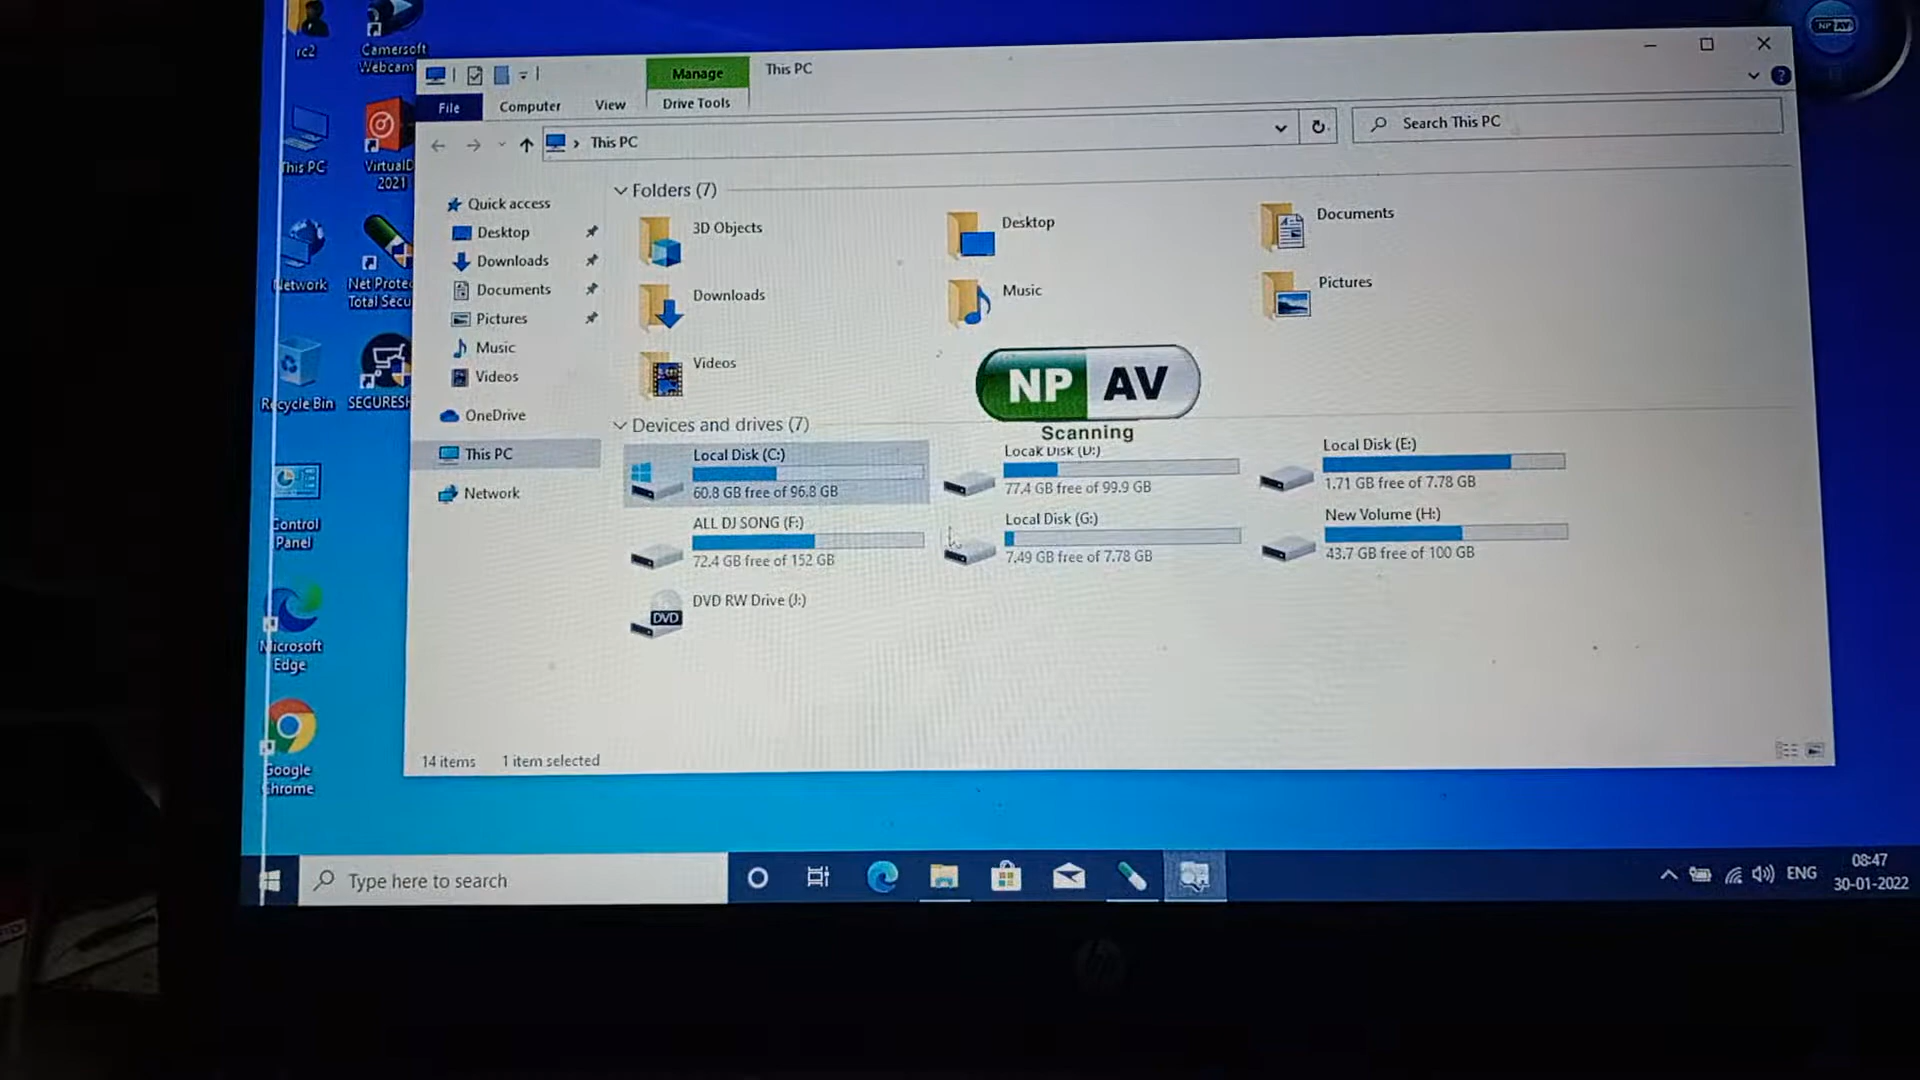 rc2
Camersoft
Webcam
This PC
VirtualD
2021
Network
Net Prote
Total Secu
Recycle Bin
SEGURESH
Control
Panel
Microsoft
Edge
Google
Chrome
NP AV
Manage
This PC
File
Computer
View
Drive Tools
This PC
Search This PC
Quick access
Desktop
Downloads
Documents
Pictures
Music
Videos
OneDrive
This PC
Network
Folders (7)
3D Objects
Desktop
Documents
Downloads
Music
Pictures
Videos
NP AV
Scanning
Devices and drives (7)
Local Disk (C:)
60.8 GB free of 96.8 GB
Locak Disk (D:)
77.4 GB free of 99.9 GB
Local Disk (E:)
1.71 GB free of 7.78 GB
ALL DJ SONG (F:)
72.4 GB free of 152 GB
Local Disk (G:)
7.49 GB free of 7.78 GB
New Volume (H:)
43.7 GB free of 100 GB
DVD RW Drive (J:)
DVD
14 items
1 item selected
Type here to search
ENG
08:47
30-01-2022
hp